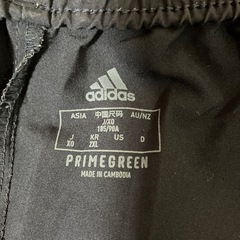 adidas
ASIA 中国尺码 AU/NZ
J/XO
185/90A
J KR US D
XO 2XL
PRIMEGREEN
MADE IN CAMBODIA